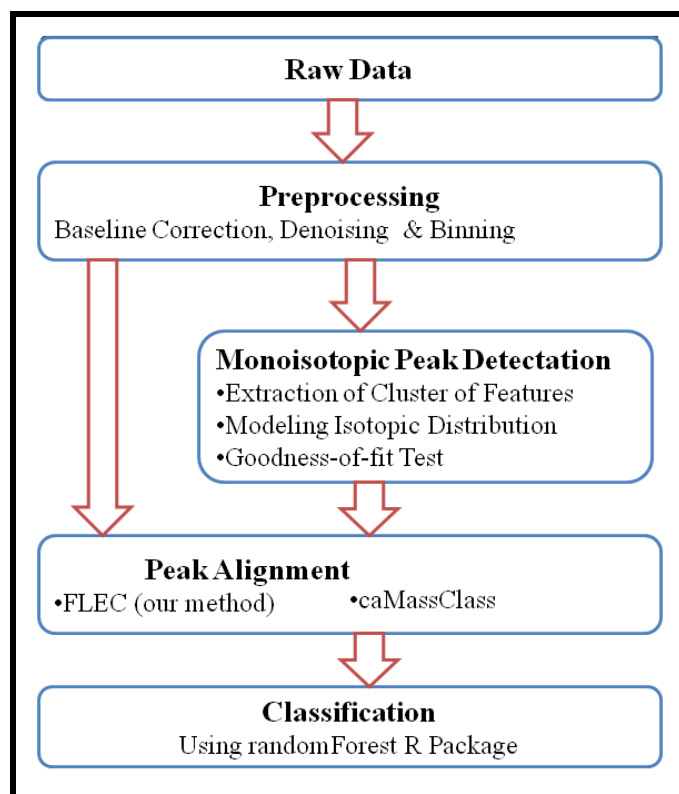 Raw Data
Preprocessing
Baseline Correction, Denoising & Binning
Monoisotopic Peak Detectation
•Extraction of Cluster of Features
•Modeling Isotopic Distribution
•Goodness-of-fit Test
Peak Alignment
•FLEC (our method) •caMassClass
Classification
Using randomForest R Package